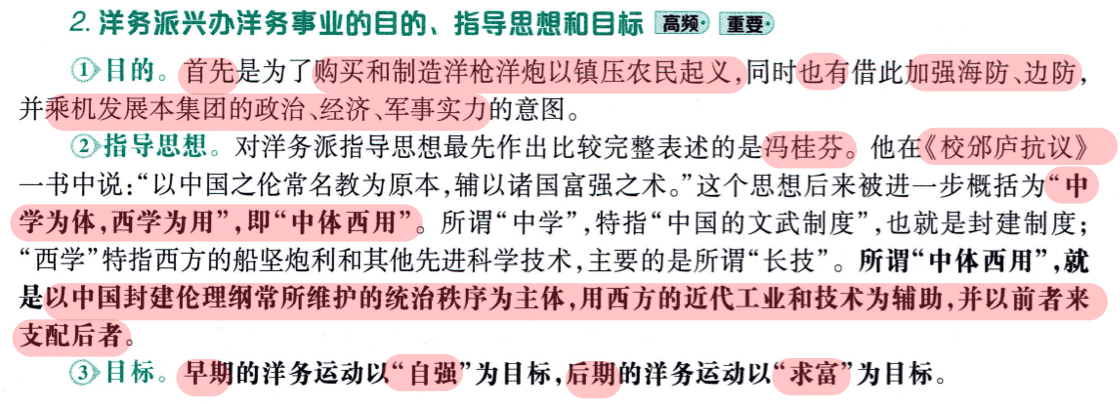 2. 洋务派兴办洋务事业的目的、指导思想和目标 高频 重要
①目的。首先是为了购买和制造洋枪洋炮以镇压农民起义,同时也有借此加强海防、边防,
并乘机发展本集团的政治、经济、军事实力的意图。
②指导思想。对洋务派指导思想最先作出比较完整表述的是冯桂芬。他在《校邠庐抗议》
一书中说:“以中国之伦常名教为原本,辅以诸国富强之术。”这个思想后来被进一步概括为“中
学为体,西学为用”,即“中体西用”。所谓“中学”,特指“中国的文武制度”,也就是封建制度;
“西学”特指西方的船坚炮利和其他先进科学技术,主要的是所谓“长技”。所谓“中体西用”,就
是以中国封建伦理纲常所维护的统治秩序为主体,用西方的近代工业和技术为辅助,并以前者来
支配后者。
③目标。早期的洋务运动以“自强”为目标,后期的洋务运动以“求富”为目标。